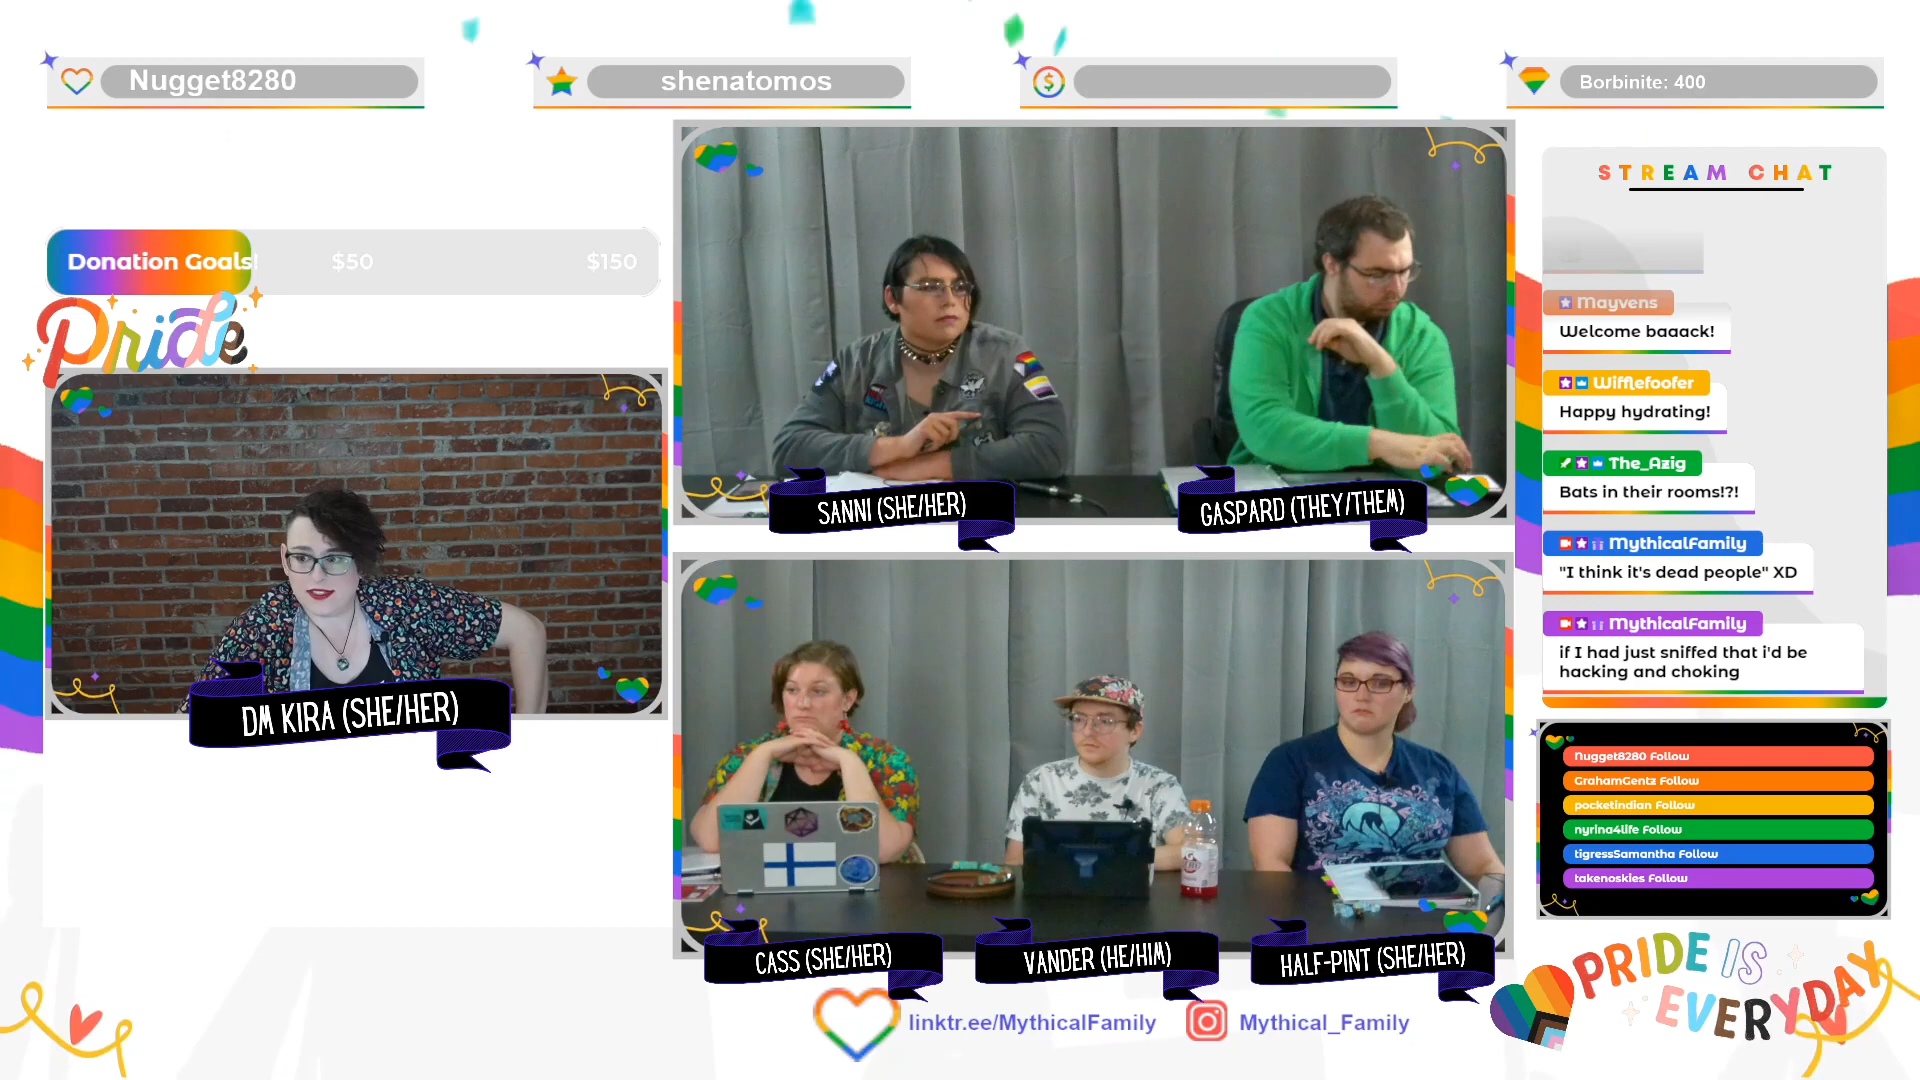 Nugget8280
shenatomos
Borbinite: 400
Donation Goals!
$50
$150
Pride
DM KIRA (SHE/HER)
SANNI (SHE/HER)
GASPARD (THEY/THEM)
CASS (SHE/HER)
VANDER (HE/HIM)
HALF-PINT (SHE/HER)
STREAM CHAT
Mayvens
Welcome baaack!
Wifflefoofer
Happy hydrating!
The_Azig
Bats in their rooms!?!
MythicalFamily
"I think it's dead people" XD
MythicalFamily
if I had just sniffed that i'd be
hacking and choking
Nugget8280 Follow
GrahamGentz Follow
pocketindian Follow
nyrina4life Follow
tigressSamantha Follow
takenoskies Follow
linktr.ee/MythicalFamily
Mythical_Family
PRIDE IS
EVERYDAY